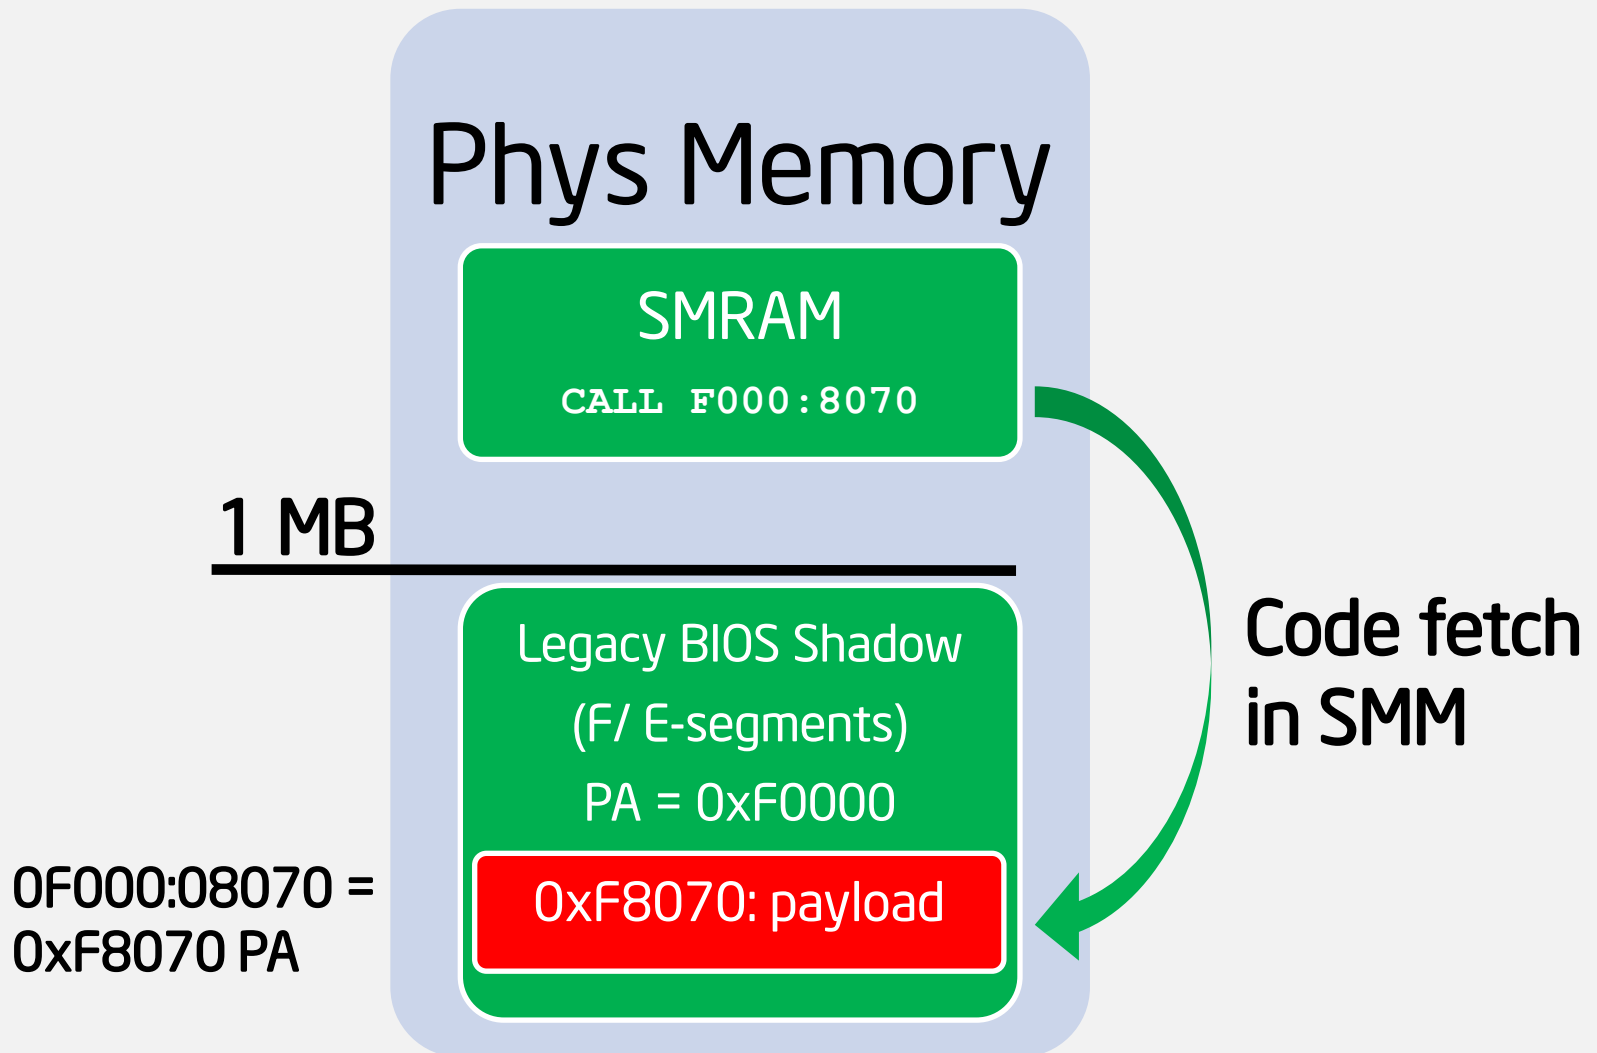 Phys Memory
SMRAM
CALL F000:8070
1 MB
Legacy BIOS Shadow
(F/ E-segments)
PA = 0xF0000
0xF8070: payload
0F000:08070 =
0xF8070 PA
Code fetch
in SMM